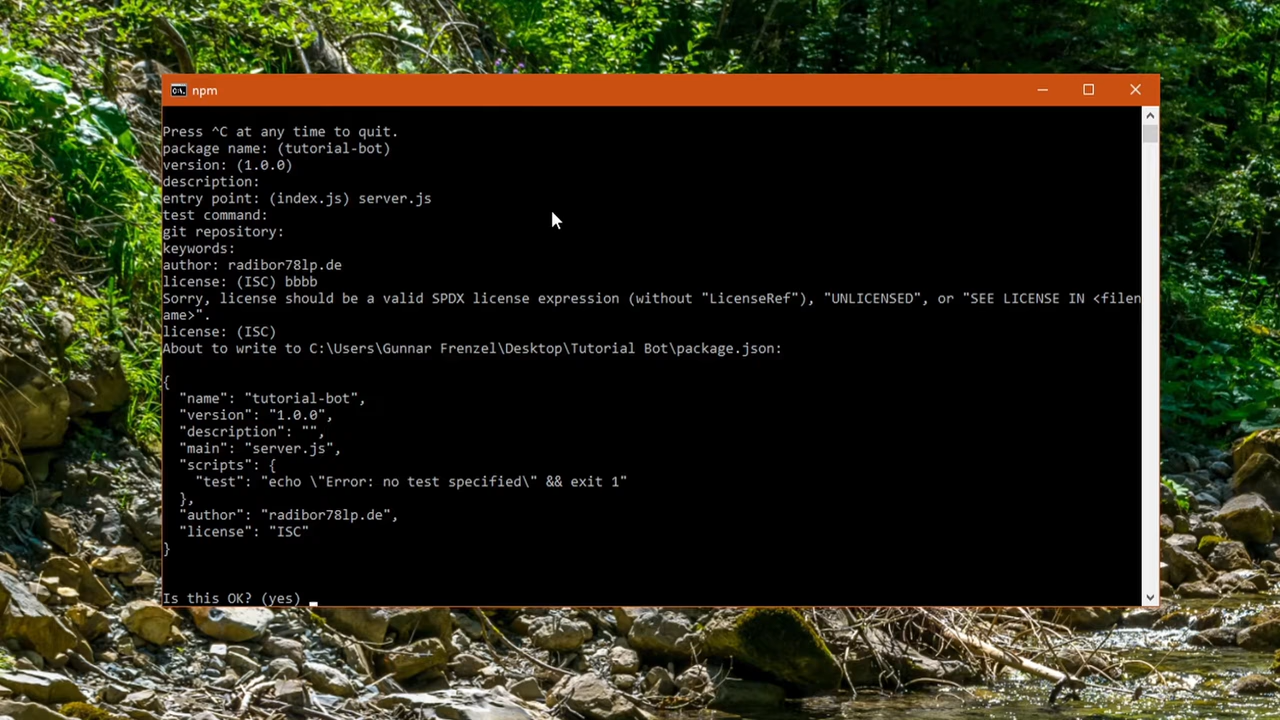 npm
Press ^C at any time to quit.
package name: (tutorial-bot)
version: (1.0.0)
description:
entry point: (index.js) server.js
test command:
git repository:
keywords:
author: radibor78lp.de
license: (ISC) bbbb
Sorry, license should be a valid SPDX license expression (without "LicenseRef"), "UNLICENSED", or "SEE LICENSE IN <filen
ame>".
license: (ISC)
About to write to C:\Users\Gunnar Frenzel\Desktop\Tutorial Bot\package.json:
{
  "name": "tutorial-bot",
  "version": "1.0.0",
  "description": "",
  "main": "server.js",
  "scripts": {
    "test": "echo \"Error: no test specified\" && exit 1"
  },
  "author": "radibor78lp.de",
  "license": "ISC"
}
Is this OK? (yes)